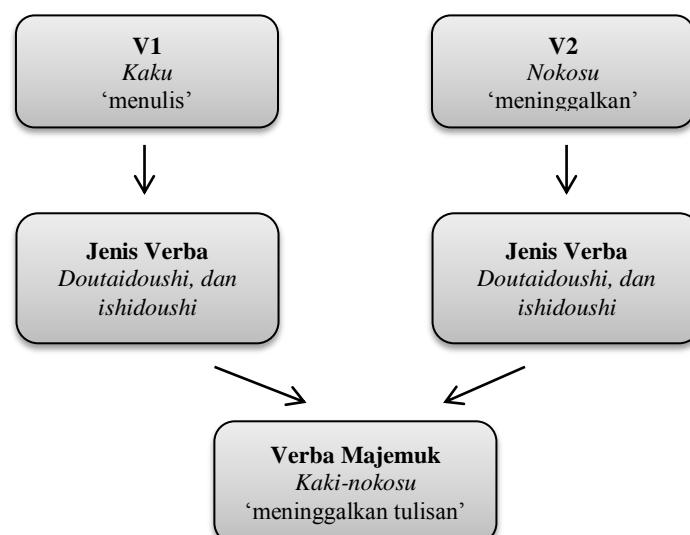 V1
Kaku
‘menulis’
V2
Nokosu
‘meninggalkan’
Jenis Verba
Doutaidoushi, dan
ishidoushi
Jenis Verba
Doutaidoushi, dan
ishidoushi
Verba Majemuk
Kaki-nokosu
‘meninggalkan tulisan’